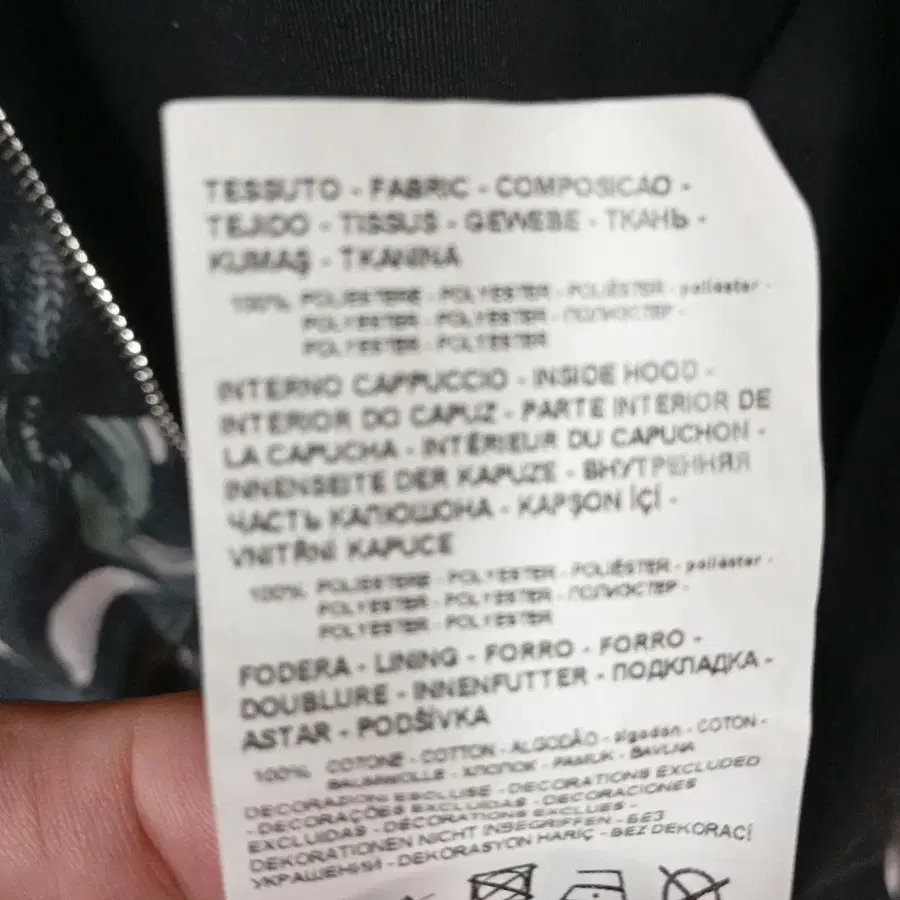 TESSUTO - FABRIC - COMPOSICAO -
TEJIDO - TISSUS - GEWEBE - ТКАНЬ -
KUMAŞ - TKANINA
100% POLIESTERE - POLYESTER - POLIÉSTER - poliéster -
POLYESTER - POLYESTER - ПОЛИЭСТЕР -
POLYESTER - POLYESTER
INTERNO CAPPUCCIO - INSIDE HOOD -
INTERIOR DO CAPUZ - PARTE INTERIOR DE
LA CAPUCHA - INTÉRIEUR DU CAPUCHON -
INNENSEITE DER KAPUZE - ВНУТРЕННЯЯ
ЧАСТЬ КАПЮШОНА - KAPŞON İÇİ -
VNITŘNÍ KAPUCE
100% POLIESTERE - POLYESTER - POLIÉSTER - poliéster -
POLYESTER - POLYESTER - ПОЛИЭСТЕР -
POLYESTER - POLYESTER
FODERA - LINING - FORRO - FORRO -
DOUBLURE - INNENFUTTER - ПОДКЛАДКА -
ASTAR - PODŠÍVKA
100% COTONE - COTTON - ALGODÃO - algodón - COTON -
BAUMWOLLE - ХЛОПОК - PAMUK - BAVLNA
DECORAZIONI ESCLUSE - DECORATIONS EXCLUDED
- DECORAÇÕES EXCLUIDAS - DECORACIONES
EXCLUIDAS - DÉCORATIONS EXCLUES -
DEKORATIONEN NICHT INBEGRIFFEN - БЕЗ
УКРАШЕНИЙ - DEKORASYON HARİÇ - BEZ DEKORACÍ